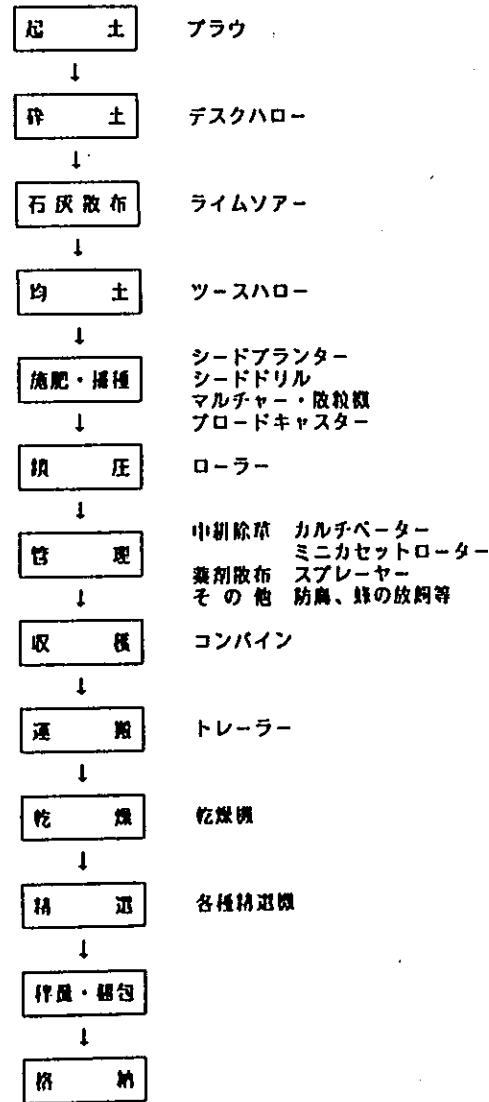 起土 プラウ
↓
砕土 デスクハロー
↓
石灰散布 ライムソアー
↓
均土 ツースハロー
↓
シードプランター
施肥・播種 シードドリル
マルチャー・散粒機
↓ ブロードキャスター
鎮圧 ローラー
↓
中耕除草 カルチベーター
管理 ミニカセットローター
薬剤散布 スプレーヤー
↓ その他 防鳥、蜂の放飼等
収穫 コンバイン
↓
運搬 トレーラー
↓
乾燥 乾燥機
↓
精選 各種精選機
↓
秤量・梱包
↓
格納